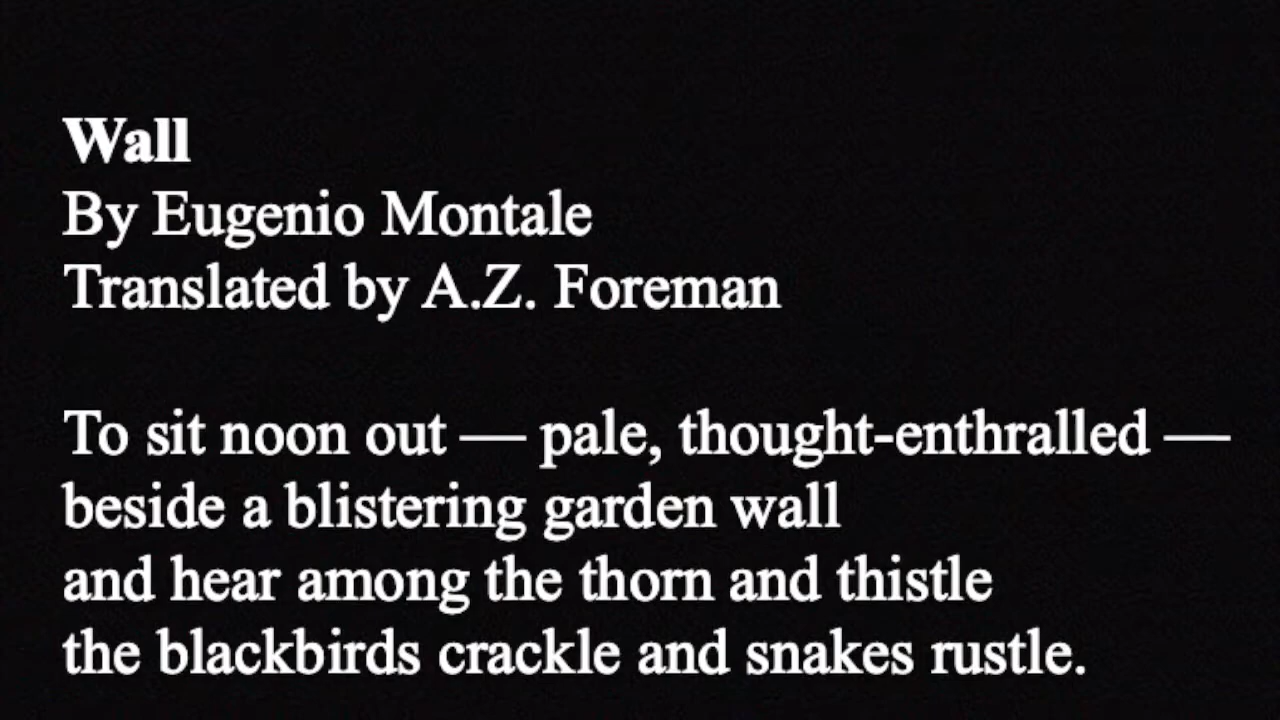 Wall
By Eugenio Montale
Translated by A.Z. Foreman
To sit noon out — pale, thought-enthralled —
beside a blistering garden wall
and hear among the thorn and thistle
the blackbirds crackle and snakes rustle.